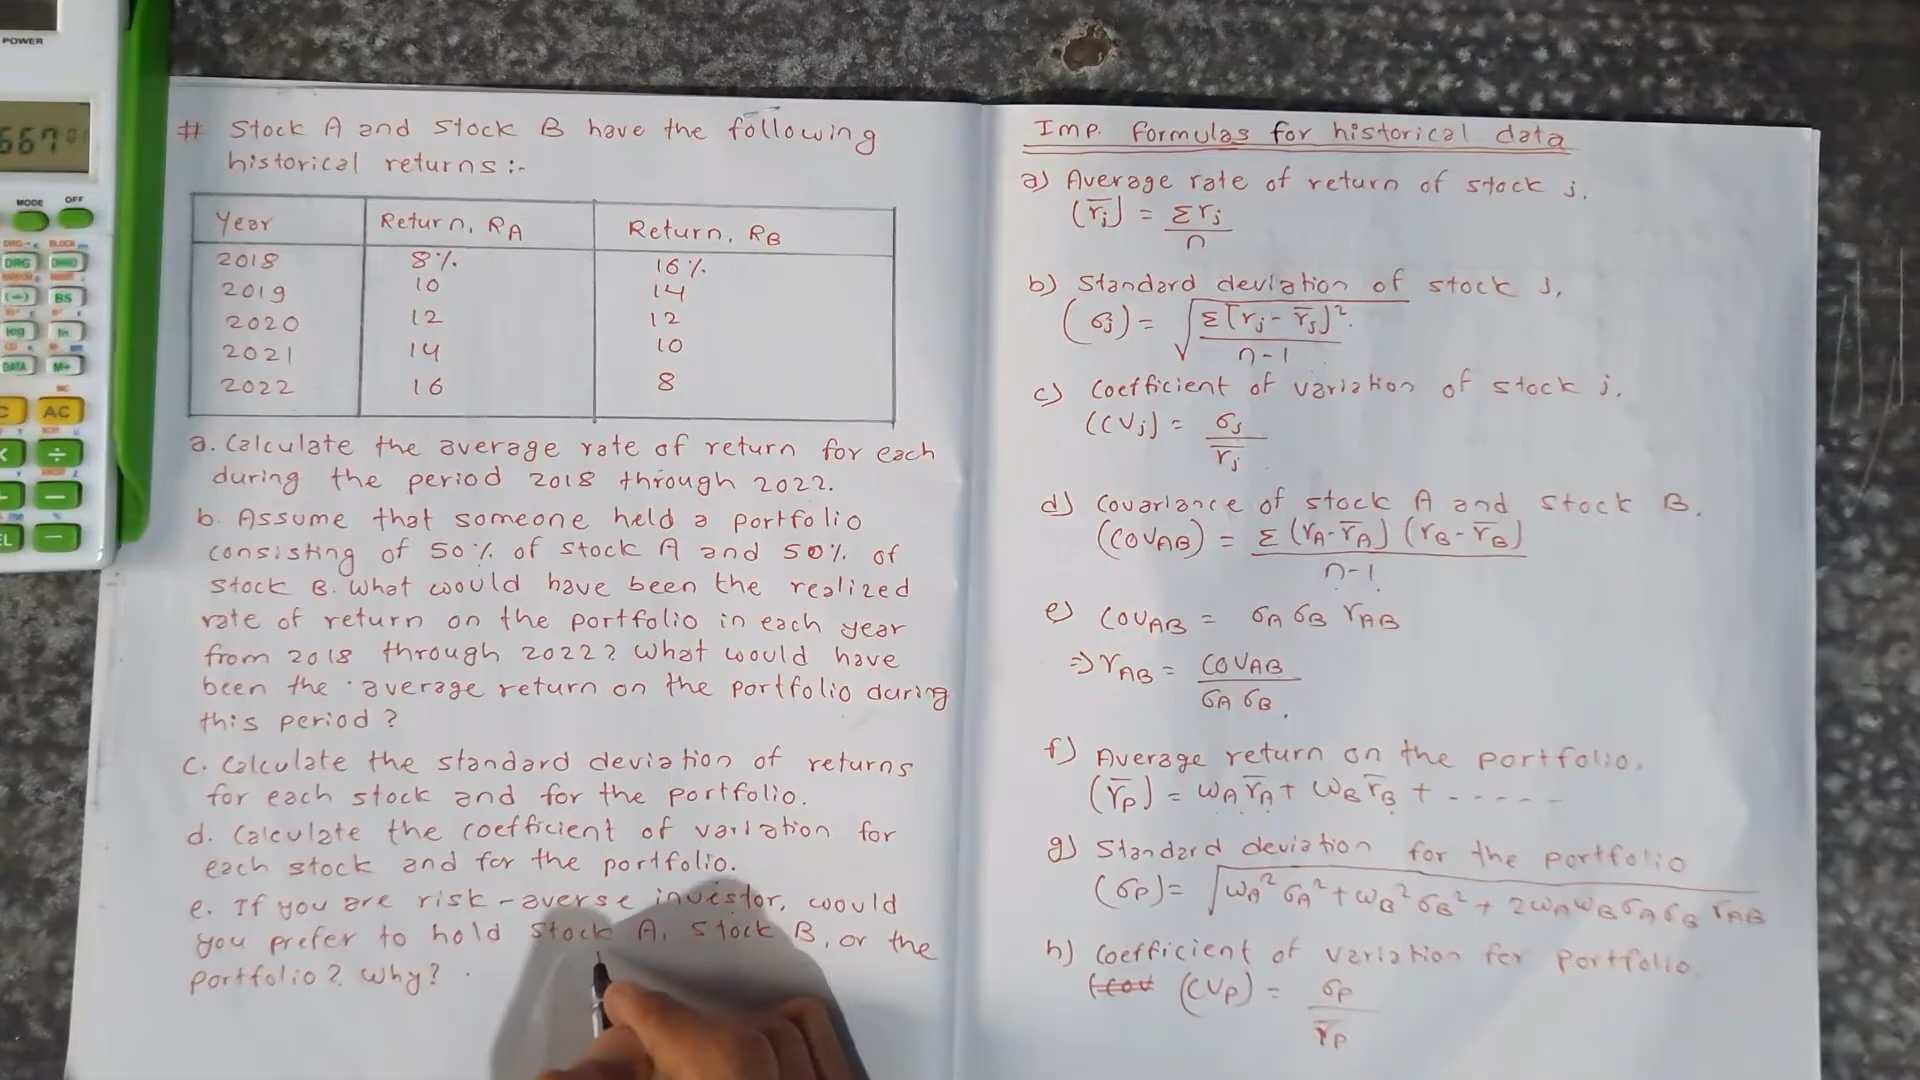 POWER
667
MODE OFF
DRG
BS
(−)
log ln
DATA M+
C AC
÷
−
EL −
# Stock A and Stock B have the following
historical returns :-
Year Return, RA Return, RB
2018 8% 16%
2019 10 14
2020 12 12
2021 14 10
2022 16 8
a. Calculate the average rate of return for each
during the period 2018 through 2022.
b. Assume that someone held a portfolio
consisting of 50% of stock A and 50% of
stock B. What would have been the realized
rate of return on the portfolio in each year
from 2018 through 2022? What would have
been the average return on the portfolio during
this period?
c. Calculate the standard deviation of returns
for each stock and for the portfolio.
d. Calculate the coefficient of variation for
each stock and for the portfolio.
e. If you are risk-averse investor, would
you prefer to hold stock A, stock B, or the
portfolio? Why?
Imp. formulas for historical data
a) Average rate of return of stock j,
(r̄j) = Σrj / n
b) Standard deviation of stock j,
(σj) = √(Σ[rj - r̄j)² / n-1)
c) Coefficient of variation of stock j,
(CVj) = σj / r̄j
d) Covariance of stock A and stock B,
(COVAB) = Σ(rA-r̄A) (rB-r̄B) / n-1
e) COVAB = σA σB rAB
⇒ rAB = COVAB / σA σB,
f) Average return on the portfolio,
(r̄p) = wA r̄A + wB r̄B + - - - - -
g) Standard deviation for the portfolio
(σp) = √(wA² σA² + wB² σB² + 2wA wB σA σB rAB)
h) Coefficient of variation for portfolio,
(CVp) = σp / r̄p